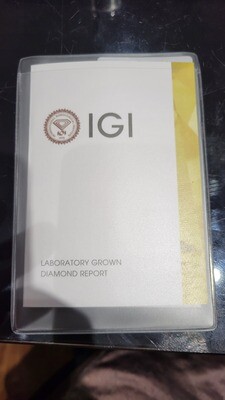 IGI
LABORATORY GROWN
DIAMOND REPORT